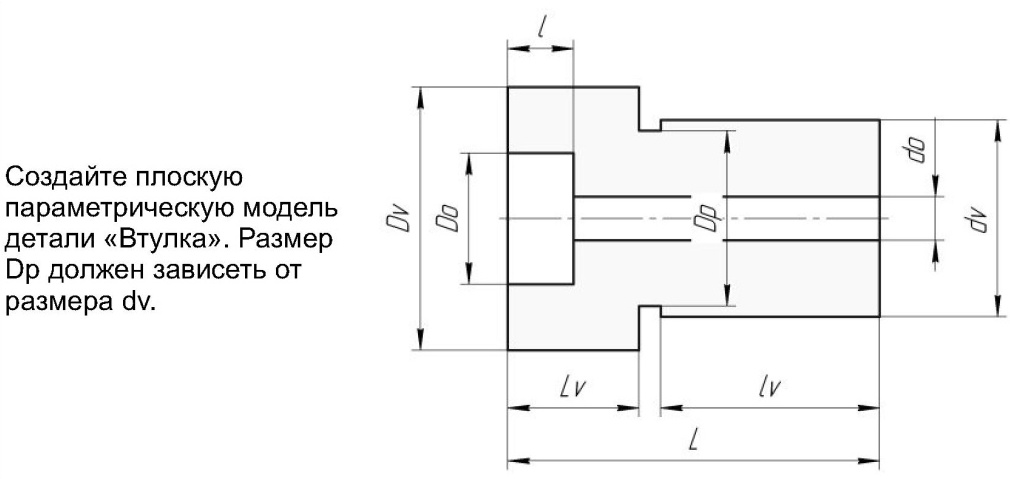 Создайте плоскую
параметрическую модель
детали «Втулка». Размер
Dp должен зависеть от
размера dv.
l
Dv
Do
Dp
do
dv
Lv
lv
L